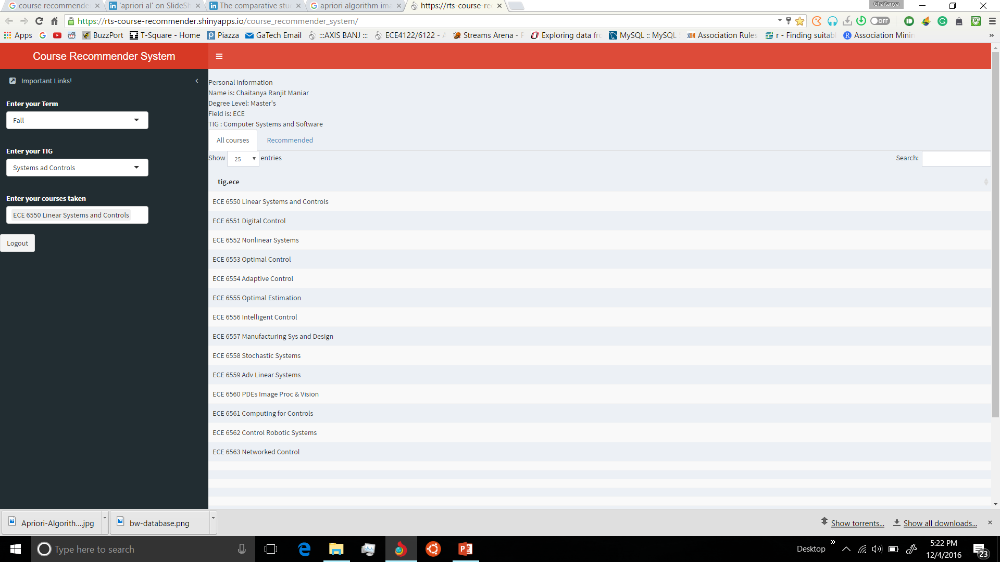 Chaitanya
course recommende
'apriori al' on SlideSh
The comparative stu
apriori algorithm ima
https://rts-course-re
https://rts-course-recommender.shinyapps.io/course_recommender_system/
OFF
Apps
BuzzPort
T-Square - Home
Piazza
GaTech Email
:::AXIS BANJ :::
ECE4122/6122 -
Streams Arena -
Exploring data fr
MySQL :: MySQL
Association Rules
r - Finding suitab
Association Minin
Course Recommender System
Important Links!
Enter your Term
Fall
Enter your TIG
Systems ad Controls
Enter your courses taken
ECE 6550 Linear Systems and Controls
Logout
Personal information
Name is: Chaitanya Ranjit Maniar
Degree Level: Master's
Field is: ECE
TIG : Computer Systems and Software
All courses Recommended
Show 25 entries Search:
tig.ece
ECE 6550 Linear Systems and Controls
ECE 6551 Digital Control
ECE 6552 Nonlinear Systems
ECE 6553 Optimal Control
ECE 6554 Adaptive Control
ECE 6555 Optimal Estimation
ECE 6556 Intelligent Control
ECE 6557 Manufacturing Sys and Design
ECE 6558 Stochastic Systems
ECE 6559 Adv Linear Systems
ECE 6560 PDEs Image Proc & Vision
ECE 6561 Computing for Controls
ECE 6562 Control Robotic Systems
ECE 6563 Networked Control
Apriori-Algorith....jpg
bw-database.png
Show torrents...
Show all downloads...
Type here to search
Desktop
5:22 PM
12/4/2016
23